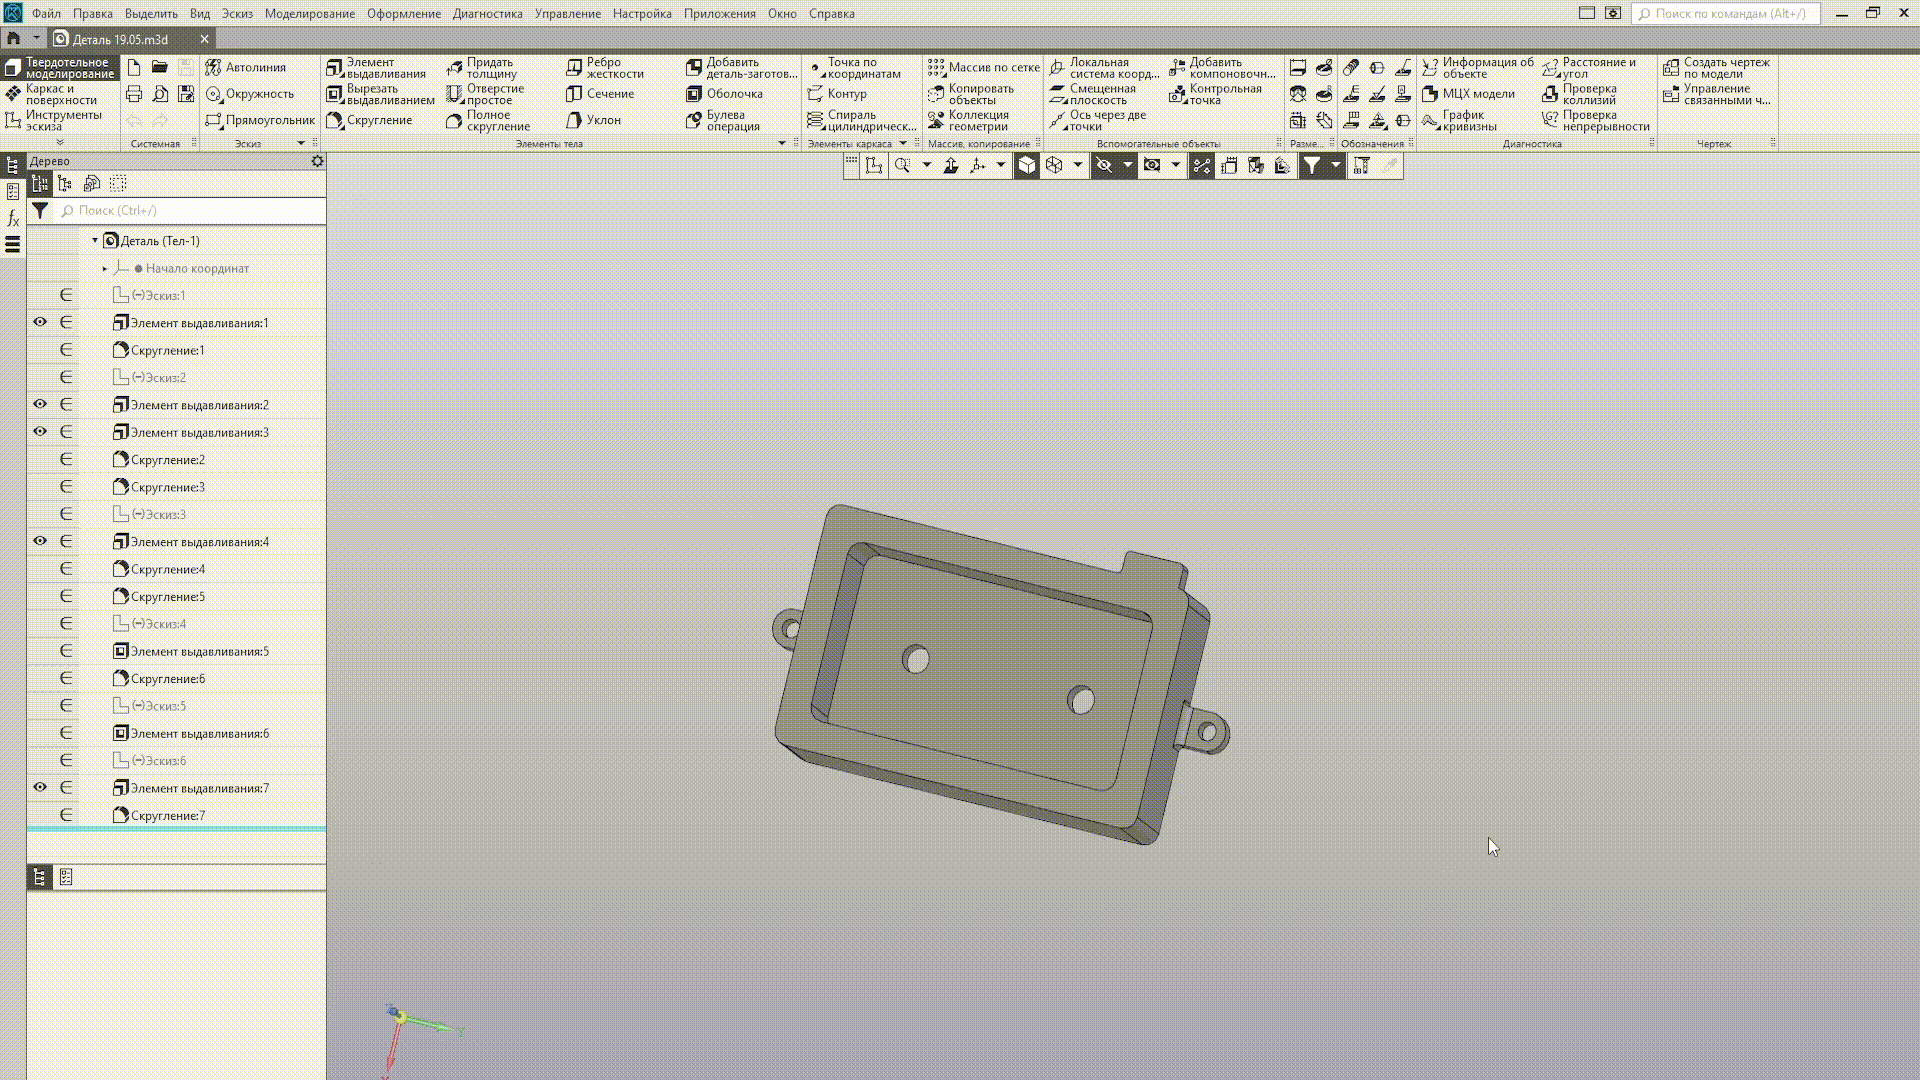 Файл Правка Выделить Вид Эскиз Моделирование Оформление Диагностика Управление Настройка Приложения Окно Справка
Поиск по командам (Alt+/)
Деталь 19.05.m3d
Твердотельное моделирование
Каркас и поверхности
Инструменты эскиза
Системная
Автолиния
Окружность
Прямоугольник
Эскиз
Элемент выдавливания
Вырезать выдавливанием
Скругление
Придать толщину
Отверстие простое
Полное скругление
Ребро жесткости
Сечение
Уклон
Добавить деталь-заготов...
Оболочка
Булева операция
Элементы тела
Точка по координатам
Контур
Спираль цилиндрическ...
Элементы каркаса
Массив по сетке
Копировать объекты
Коллекция геометрии
Массив, копирование
Локальная система коорд...
Смещенная плоскость
Ось через две точки
Добавить компоновочн...
Контрольная точка
Вспомогательные объекты
Разме...
Обозначения
Информация об объекте
МЦХ модели
График кривизны
Расстояние и угол
Проверка коллизий
Проверка непрерывности
Диагностика
Создать чертеж по модели
Управление связанными ч...
Чертеж
Дерево
Поиск (Ctrl+/)
Деталь (Тел-1)
Начало координат
(−)Эскиз:1
Элемент выдавливания:1
Скругление:1
(−)Эскиз:2
Элемент выдавливания:2
Элемент выдавливания:3
Скругление:2
Скругление:3
(−)Эскиз:3
Элемент выдавливания:4
Скругление:4
Скругление:5
(−)Эскиз:4
Элемент выдавливания:5
Скругление:6
(−)Эскиз:5
Элемент выдавливания:6
(−)Эскиз:6
Элемент выдавливания:7
Скругление:7